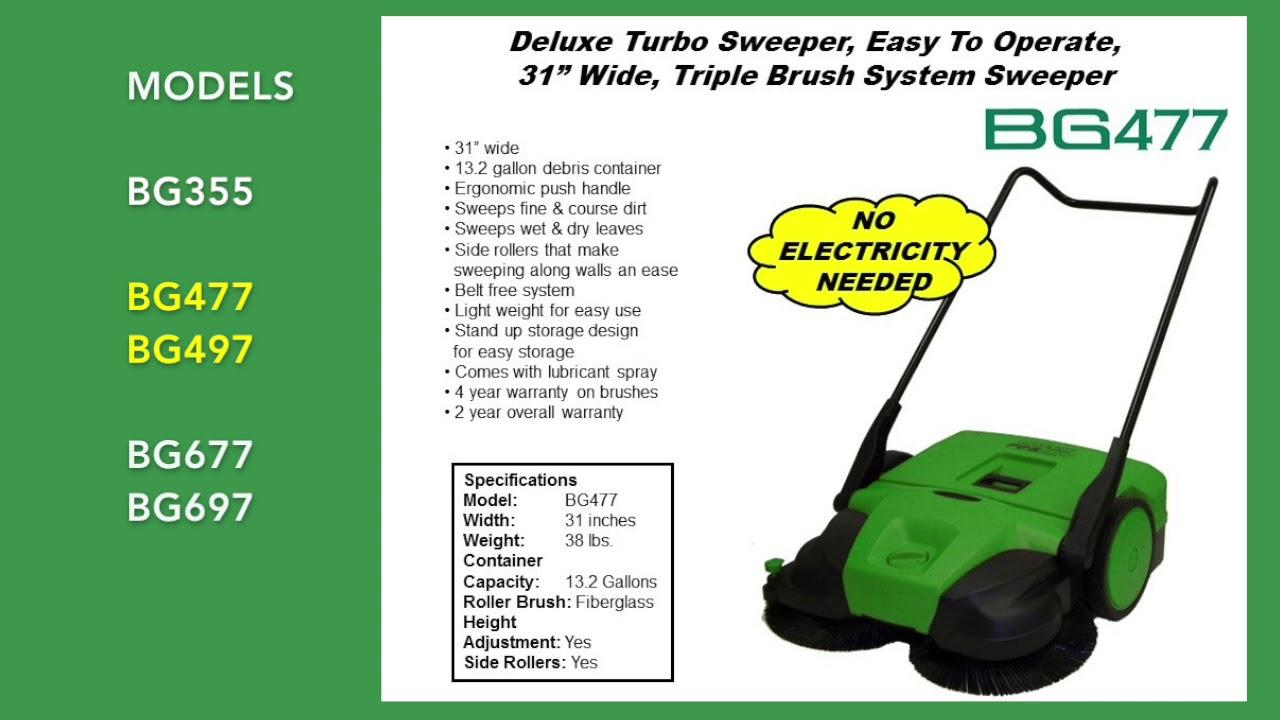 MODELS
BG355
BG477
BG497
BG677
BG697
Deluxe Turbo Sweeper, Easy To Operate,
31” Wide, Triple Brush System Sweeper
BG477
• 31” wide
• 13.2 gallon debris container
• Ergonomic push handle
• Sweeps fine & course dirt
• Sweeps wet & dry leaves
• Side rollers that make
sweeping along walls an ease
• Belt free system
• Light weight for easy use
• Stand up storage design
for easy storage
• Comes with lubricant spray
• 4 year warranty on brushes
• 2 year overall warranty
NO
ELECTRICITY
NEEDED
Specifications
Model: BG477
Width: 31 inches
Weight: 38 lbs.
Container
Capacity: 13.2 Gallons
Roller Brush: Fiberglass
Height
Adjustment: Yes
Side Rollers: Yes